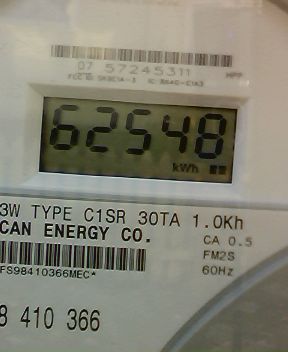 07 57245311 HPP
62548
kWh
3W TYPE C1SR 30TA 1.0Kh
CAN ENERGY CO. CA 0.5
FM2S
FS98410366MEC* 60Hz
8 410 366